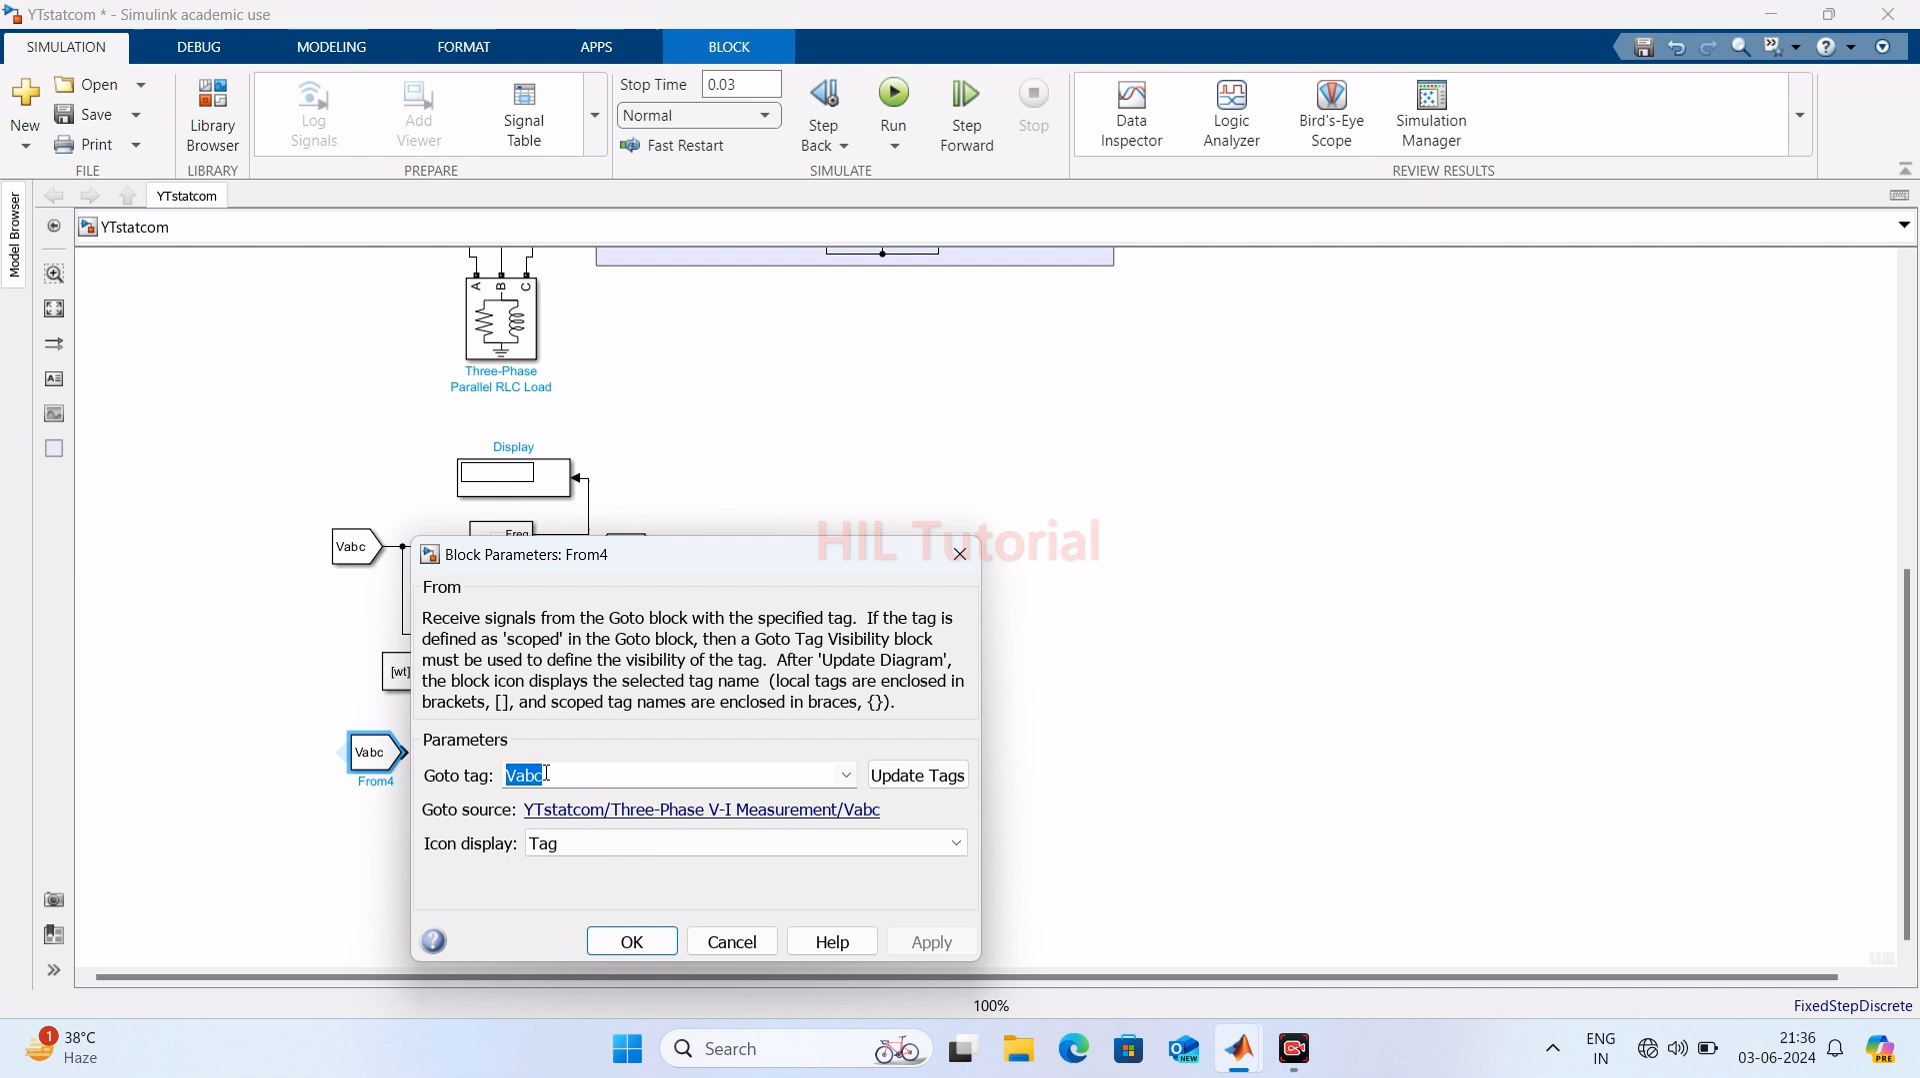 YTstatcom * - Simulink academic use
SIMULATION
DEBUG
MODELING
FORMAT
APPS
BLOCK
New
Open
Save
Print
FILE
Library
Browser
LIBRARY
Log
Signals
Add
Viewer
Signal
Table
PREPARE
Stop Time
0.03
Normal
Fast Restart
Step
Back
Run
Step
Forward
Stop
SIMULATE
Data
Inspector
Logic
Analyzer
Bird's-Eye
Scope
Simulation
Manager
REVIEW RESULTS
Model Browser
YTstatcom
YTstatcom
A B C
Three-Phase
Parallel RLC Load
Display
Vabc
Freq
HIL Tutorial
[wt]
Vabc
From4
Block Parameters: From4
From
Receive signals from the Goto block with the specified tag. If the tag is
defined as 'scoped' in the Goto block, then a Goto Tag Visibility block
must be used to define the visibility of the tag. After 'Update Diagram',
the block icon displays the selected tag name (local tags are enclosed in
brackets, [], and scoped tag names are enclosed in braces, {}).
Parameters
Goto tag: Vabc
Update Tags
Goto source: YTstatcom/Three-Phase V-I Measurement/Vabc
Icon display: Tag
OK
Cancel
Help
Apply
100%
FixedStepDiscrete
1
38°C
Haze
Search
NEW
ENG
IN
21:36
03-06-2024
PRE